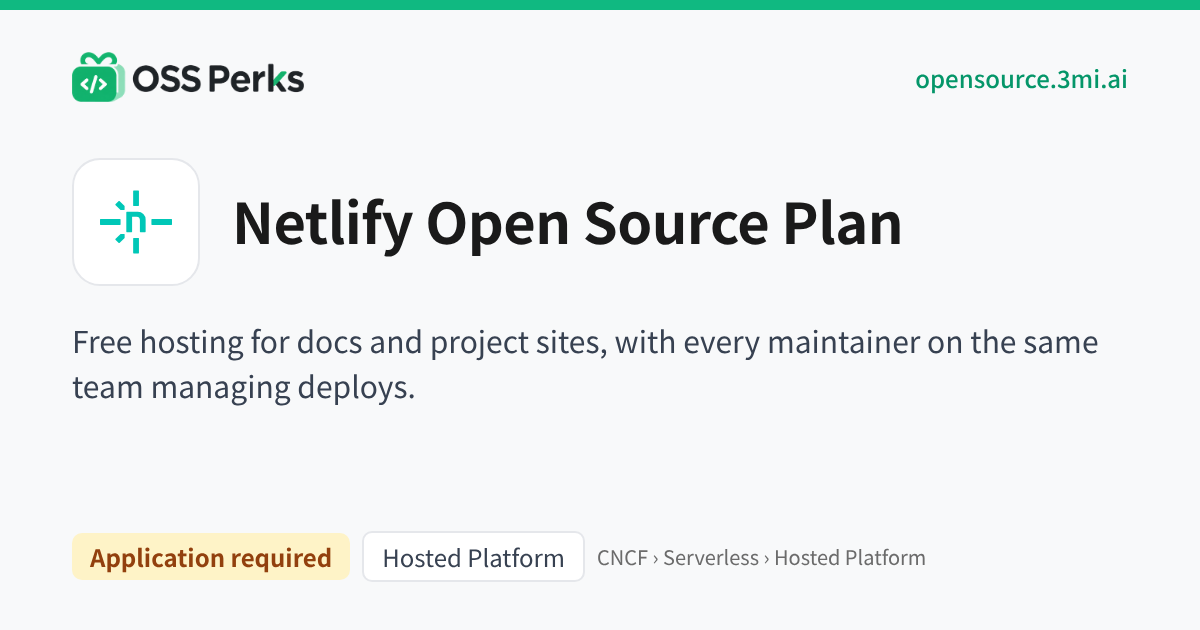 </> OSS Perks
opensource.3mi.ai
n
Netlify Open Source Plan
Free hosting for docs and project sites, with every maintainer on the same
team managing deploys.
Application required
Hosted Platform
CNCF › Serverless › Hosted Platform